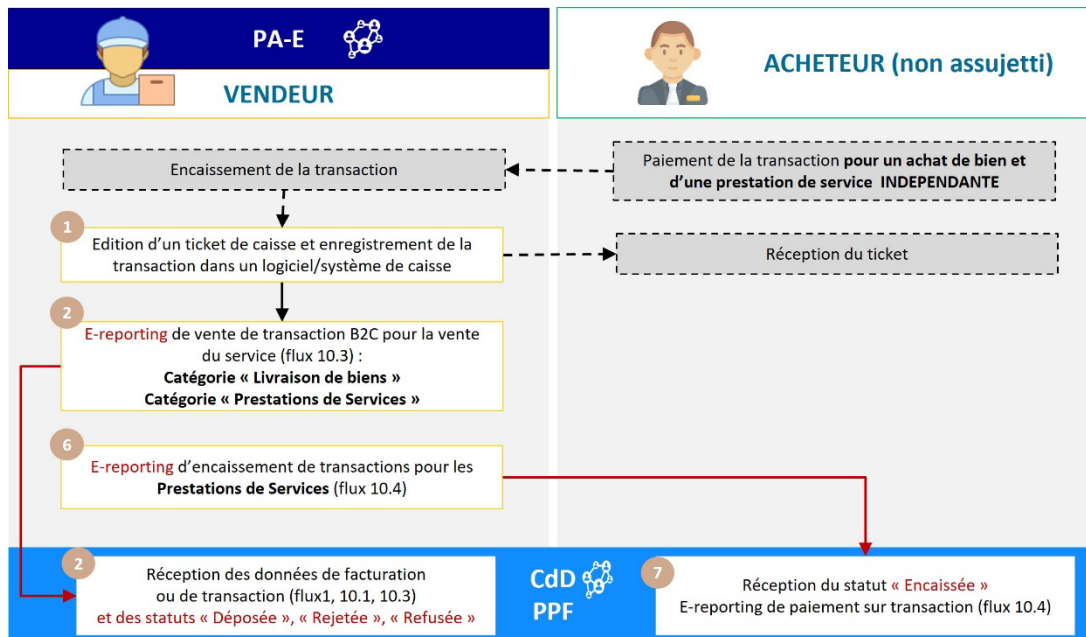 PA-E
VENDEUR
ACHETEUR (non assujetti)
Encaissement de la transaction
Paiement de la transaction pour un achat de bien et
d'une prestation de service INDEPENDANTE
1
Edition d'un ticket de caisse et enregistrement de la
transaction dans un logiciel/système de caisse
Réception du ticket
2
E-reporting de vente de transaction B2C pour la vente
du service (flux 10.3) :
Catégorie « Livraison de biens »
Catégorie « Prestations de Services »
6
E-reporting d'encaissement de transactions pour les
Prestations de Services (flux 10.4)
2
Réception des données de facturation
ou de transaction (flux1, 10.1, 10.3)
et des statuts « Déposée », « Rejetée », « Refusée »
CdD
PPF
7
Réception du statut « Encaissée »
E-reporting de paiement sur transaction (flux 10.4)